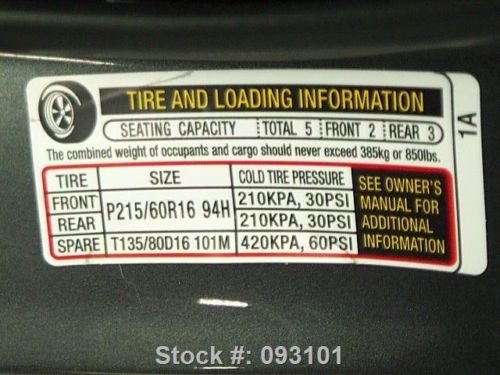 TIRE AND LOADING INFORMATION
SEATING CAPACITY TOTAL 5 FRONT 2 REAR 3
The combined weight of occupants and cargo should never exceed 385kg or 850lbs.
TIRE SIZE COLD TIRE PRESSURE
FRONT P215/60R16 94H 210KPA, 30PSI
REAR 210KPA, 30PSI
SPARE T135/80D16 101M 420KPA, 60PSI
SEE OWNER'S
MANUAL FOR
ADDITIONAL
INFORMATION
1A
Stock #: 093101